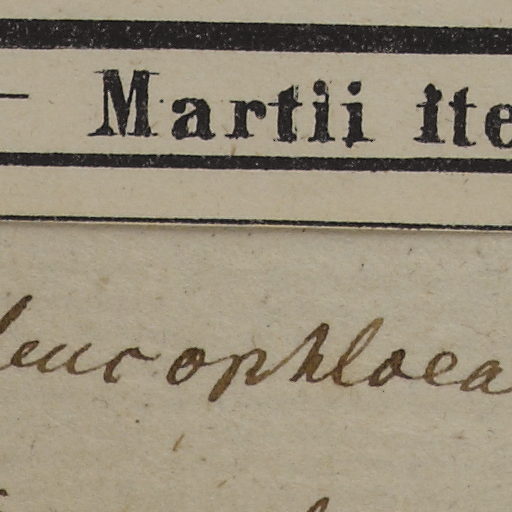 — Martii ite
leucophloea